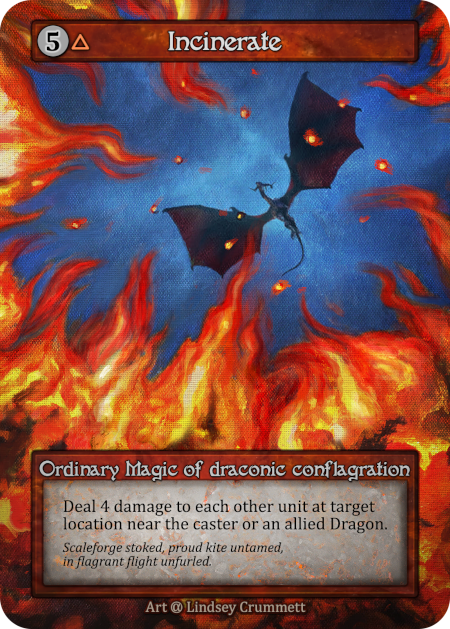 5 Incinerate
Ordinary Magic of draconic conflagration
Deal 4 damage to each other unit at target
location near the caster or an allied Dragon.
Scaleforge stoked, proud kite untamed,
in flagrant flight unfurled.
Art @ Lindsey Crummett